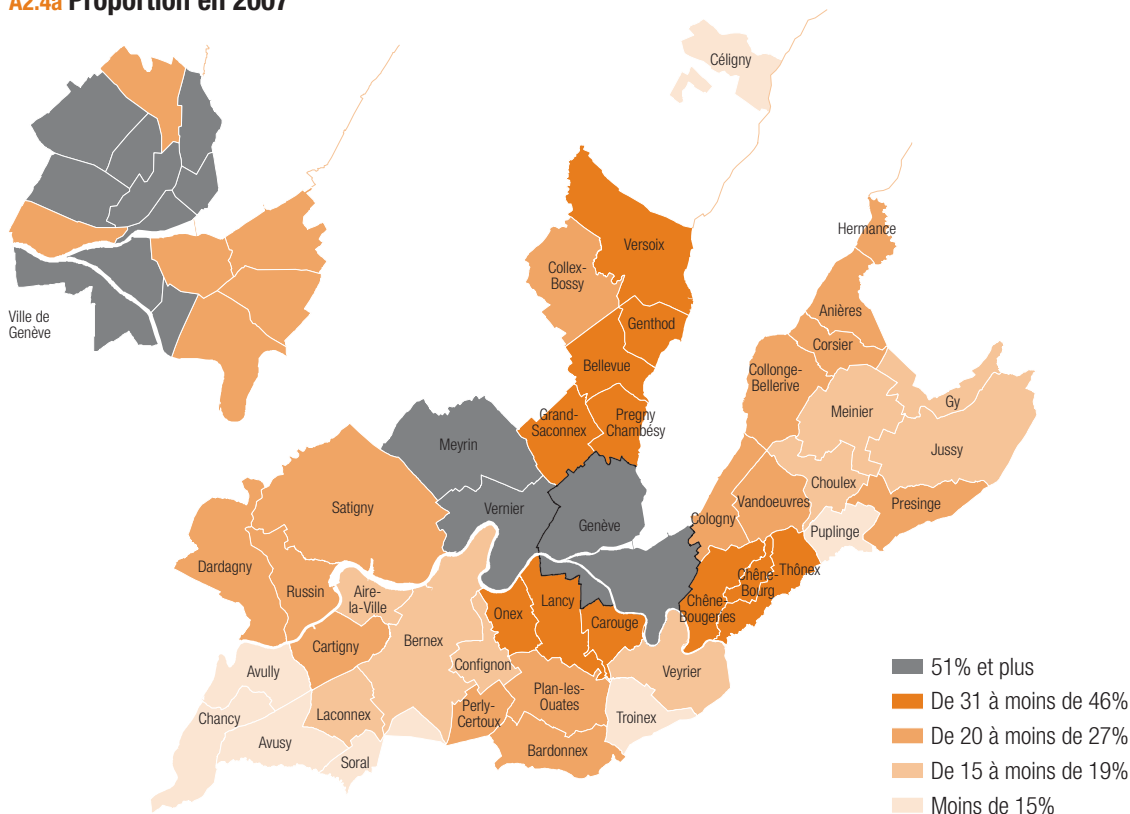 A2.4a Proportion en 2007
Céligny
Hermance
Versoix
Collex-
Bossy
Anières
Ville de
Genève
Genthod
Corsier
Bellevue
Collonge-
Bellerive
Gy
Grand-
Saconnex
Pregny
Chambésy
Meinier
Meyrin
Jussy
Choulex
Satigny
Vernier
Vandoeuvres
Presinge
Genève
Cologny
Puplinge
Dardagny
Chêne-
Bourg
Thônex
Russin
Aire-
la-Ville
Onex
Lancy
Chêne-
Bougeries
Carouge
Cartigny
Bernex
Confignon
Veyrier
Avully
Plan-les-
Ouates
Perly-
Certoux
Chancy
Laconnex
Troinex
Avusy
Bardonnex
Soral
51% et plus
De 31 à moins de 46%
De 20 à moins de 27%
De 15 à moins de 19%
Moins de 15%